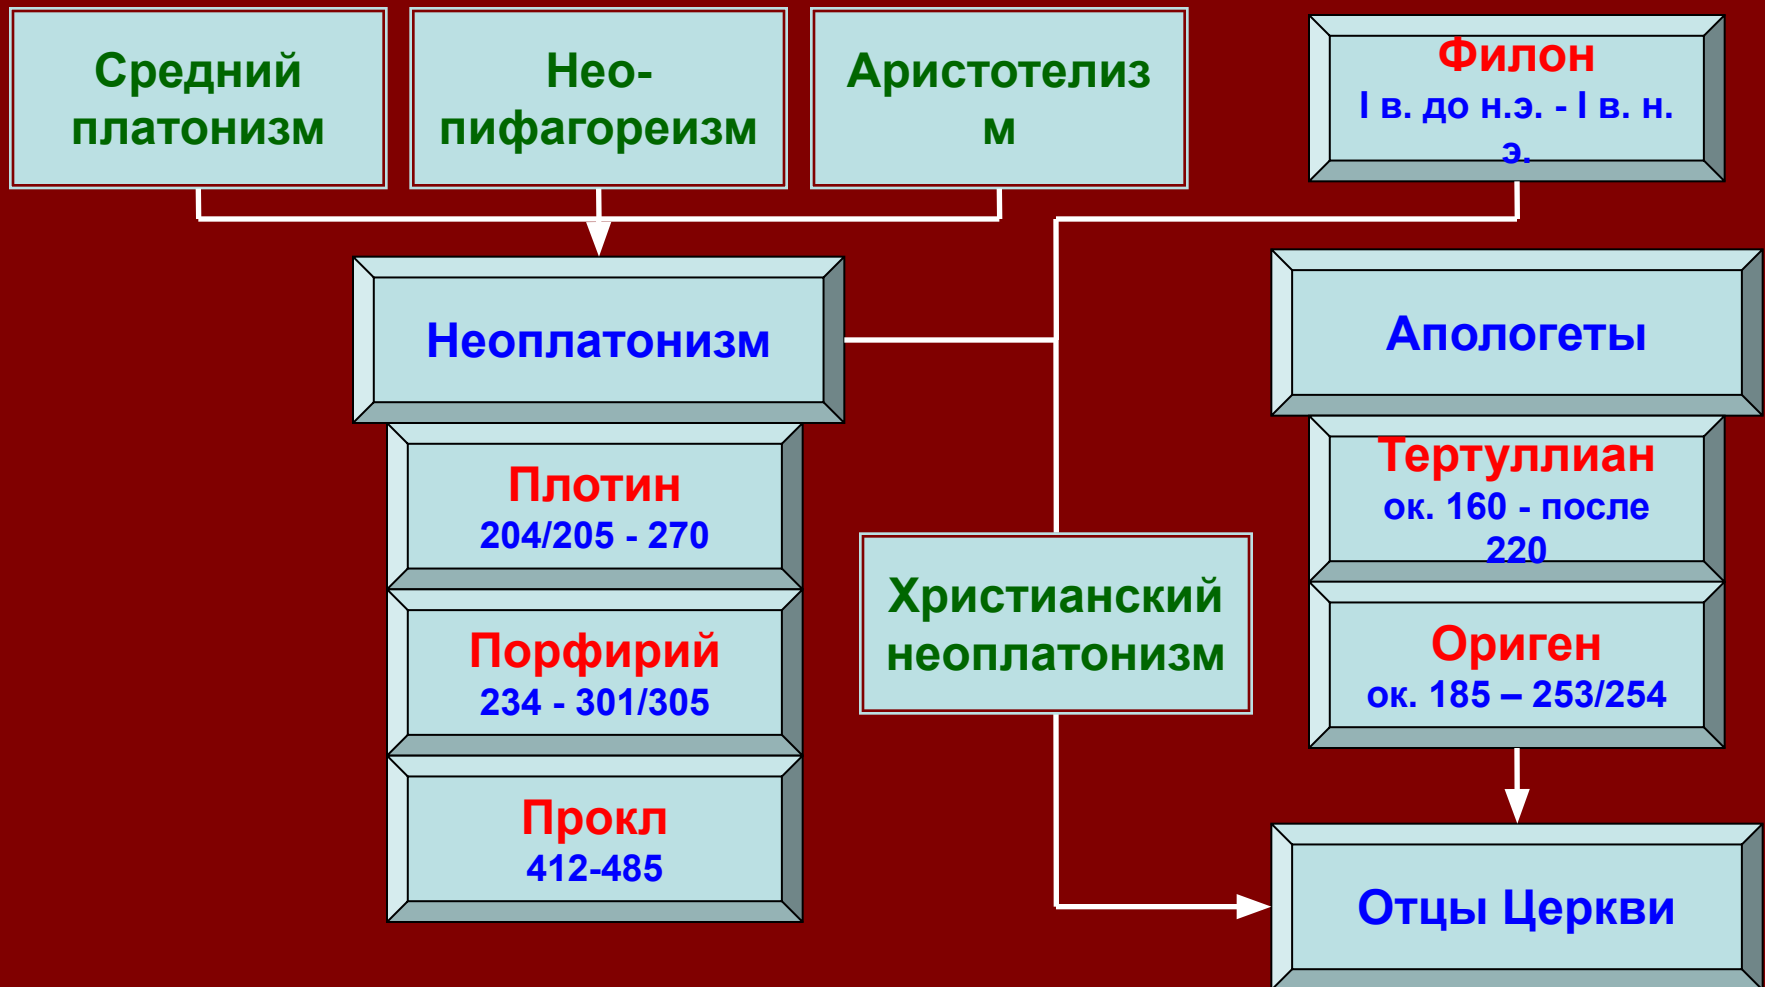 Средний
платонизм
Нео-
пифагореизм
Аристотелиз
м
Филон
I в. до н.э. - I в. н.
э.
Неоплатонизм
Плотин
204/205 - 270
Порфирий
234 - 301/305
Прокл
412-485
Христианский
неоплатонизм
Апологеты
Тертуллиан
ок. 160 - после
220
Ориген
ок. 185 – 253/254
Отцы Церкви